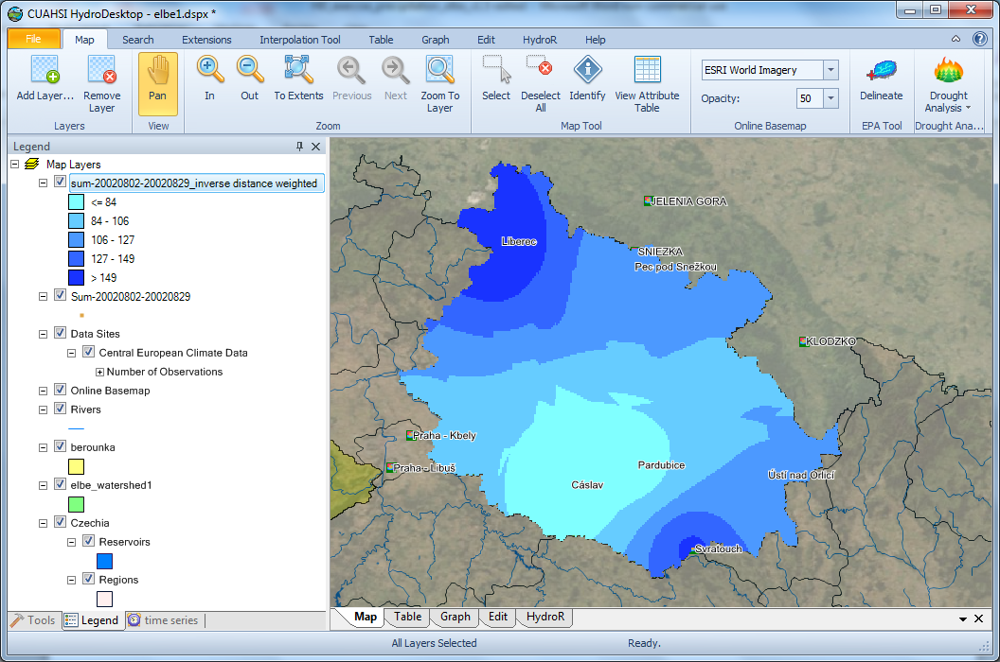 CUAHSI HydroDesktop - elbe1.dspx *
File Map Search Extensions Interpolation Tool Table Graph Edit HydroR Help
Add Layer... Remove Layer
Layers
Pan
View
In Out To Extents Previous Next Zoom To Layer
Zoom
Select Deselect All Identify View Attribute Table
Map Tool
ESRI World Imagery
Opacity: 50
Online Basemap
Delineate
EPA Tool
Drought Analysis
Drought Ana...
Legend
Map Layers
sum-20020802-20020829_inverse distance weighted
<= 84
84 - 106
106 - 127
127 - 149
> 149
Sum-20020802-20020829
Data Sites
Central European Climate Data
Number of Observations
Online Basemap
Rivers
berounka
elbe_watershed1
Czechia
Reservoirs
Regions
Tools Legend time series
JELENIA GORA
Liberec
SNIEZKA
Pec pod Snežkou
KLODZKO
Praha - Kbely
Praha - Libuš
Pardubice
Ústí nad Orlicí
Cáslav
Svratouch
Map Table Graph Edit HydroR
All Layers Selected Ready.